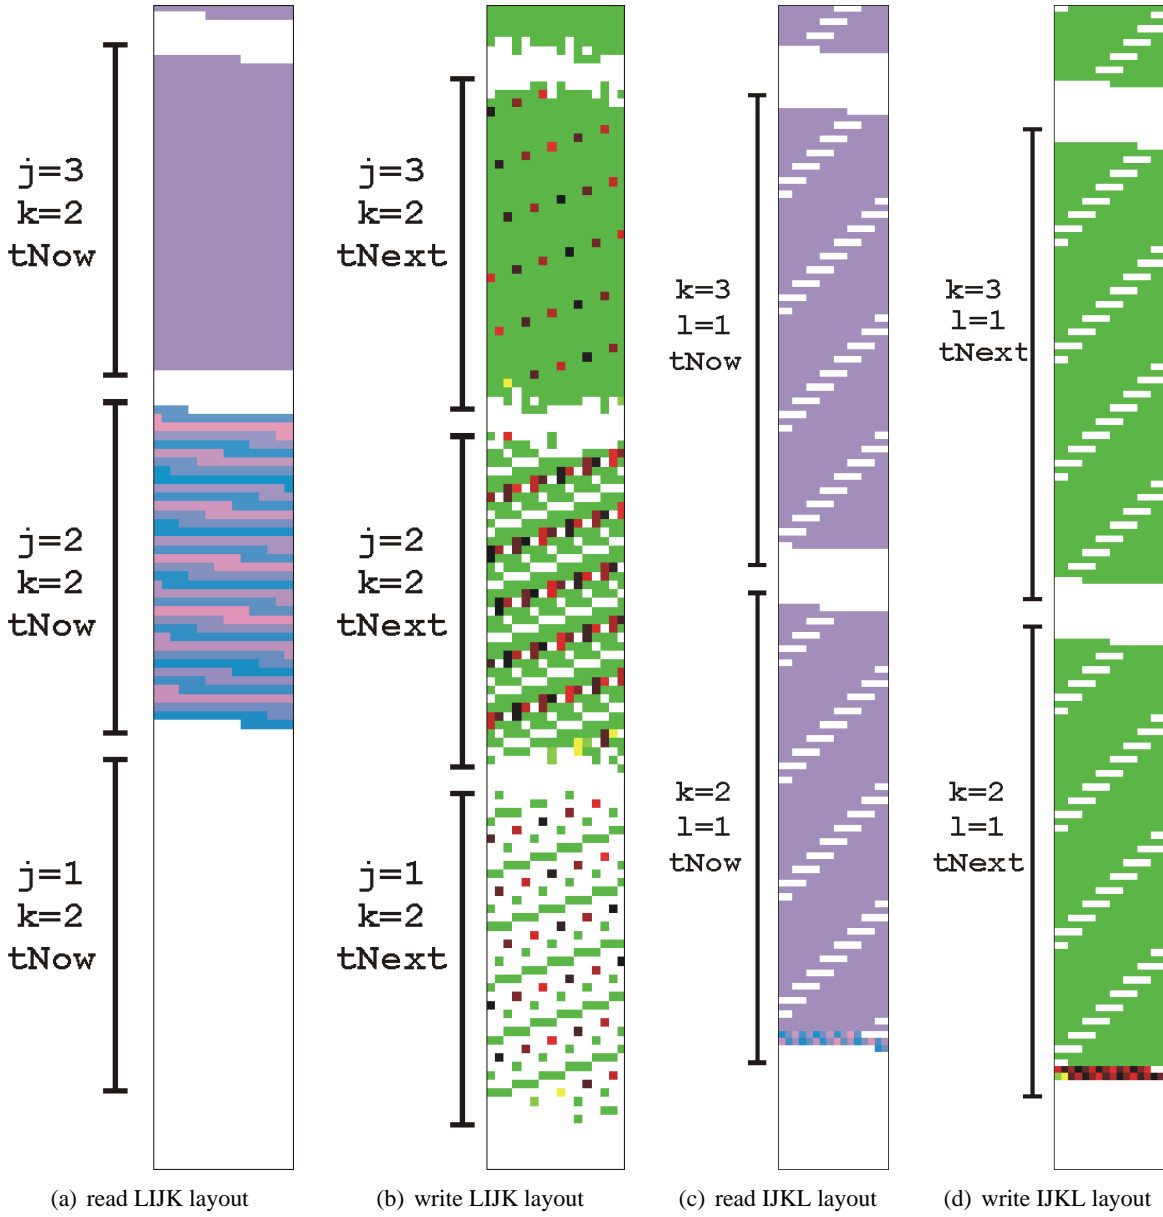 j=3
k=2
tNow
j=2
k=2
tNow
j=1
k=2
tNow
j=3
k=2
tNext
j=2
k=2
tNext
j=1
k=2
tNext
k=3
l=1
tNow
k=2
l=1
tNow
k=3
l=1
tNext
k=2
l=1
tNext
(a) read LIJK layout
(b) write LIJK layout
(c) read IJKL layout
(d) write IJKL layout